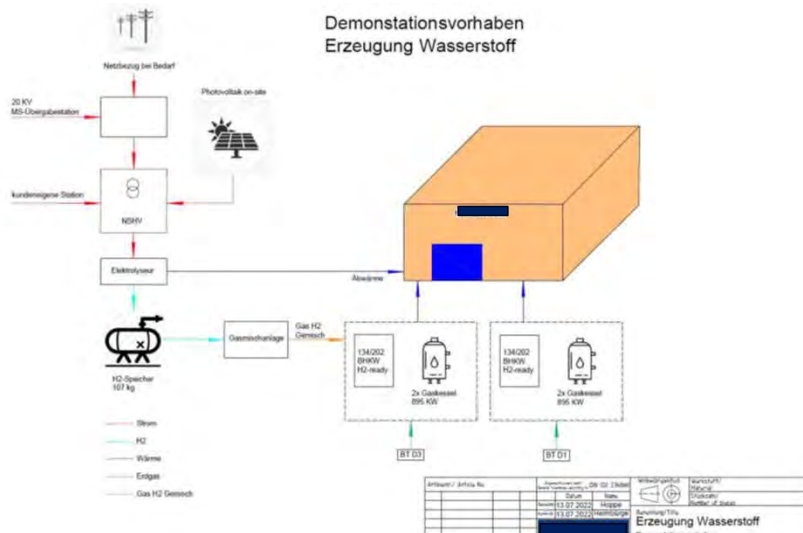 Demonstationsvorhaben
Erzeugung Wasserstoff
Netzbezug bei Bedarf
20 KV
MS-Übergabestation
Photovoltaik on-site
kundeneigene Station
NSHV
Elektrolyseur
Abwärme
H2-Speicher
107 kg
Gasmischanlage
Gas H2
Gemisch
134/202
BHKW
H2-ready
2x Gaskessel
895 KW
134/202
BHKW
H2-ready
2x Gaskessel
895 KW
BT D3
BT D1
Strom
H2
Wärme
Erdgas
Gas H2 Gemisch
Datum
Name
13.07.2022
Hoppe
13.07.2022
Erzeugung Wasserstoff